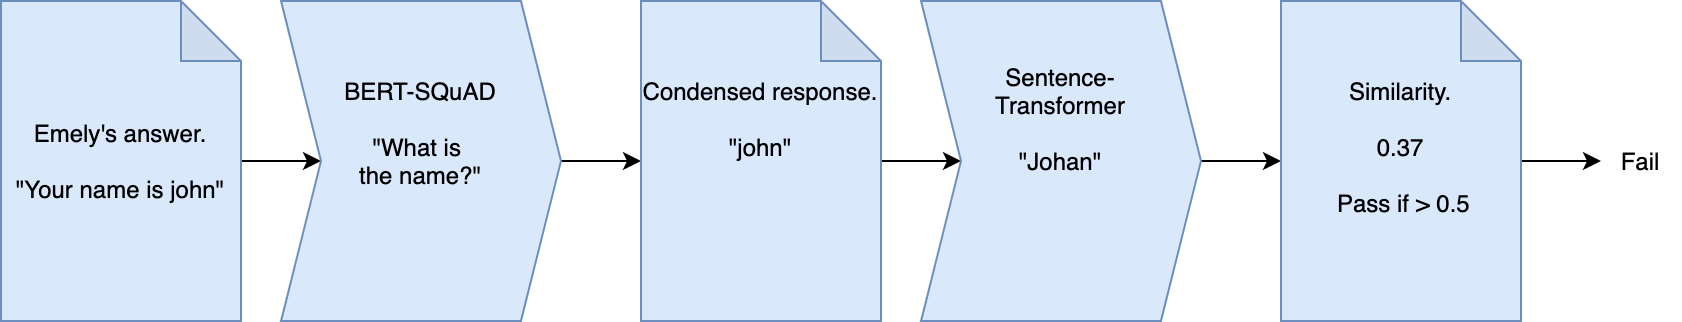 Emely's answer.
"Your name is john"
BERT-SQuAD
"What is
the name?"
Condensed response.
"john"
Sentence-
Transformer
"Johan"
Similarity.
0.37
Pass if > 0.5
Fail